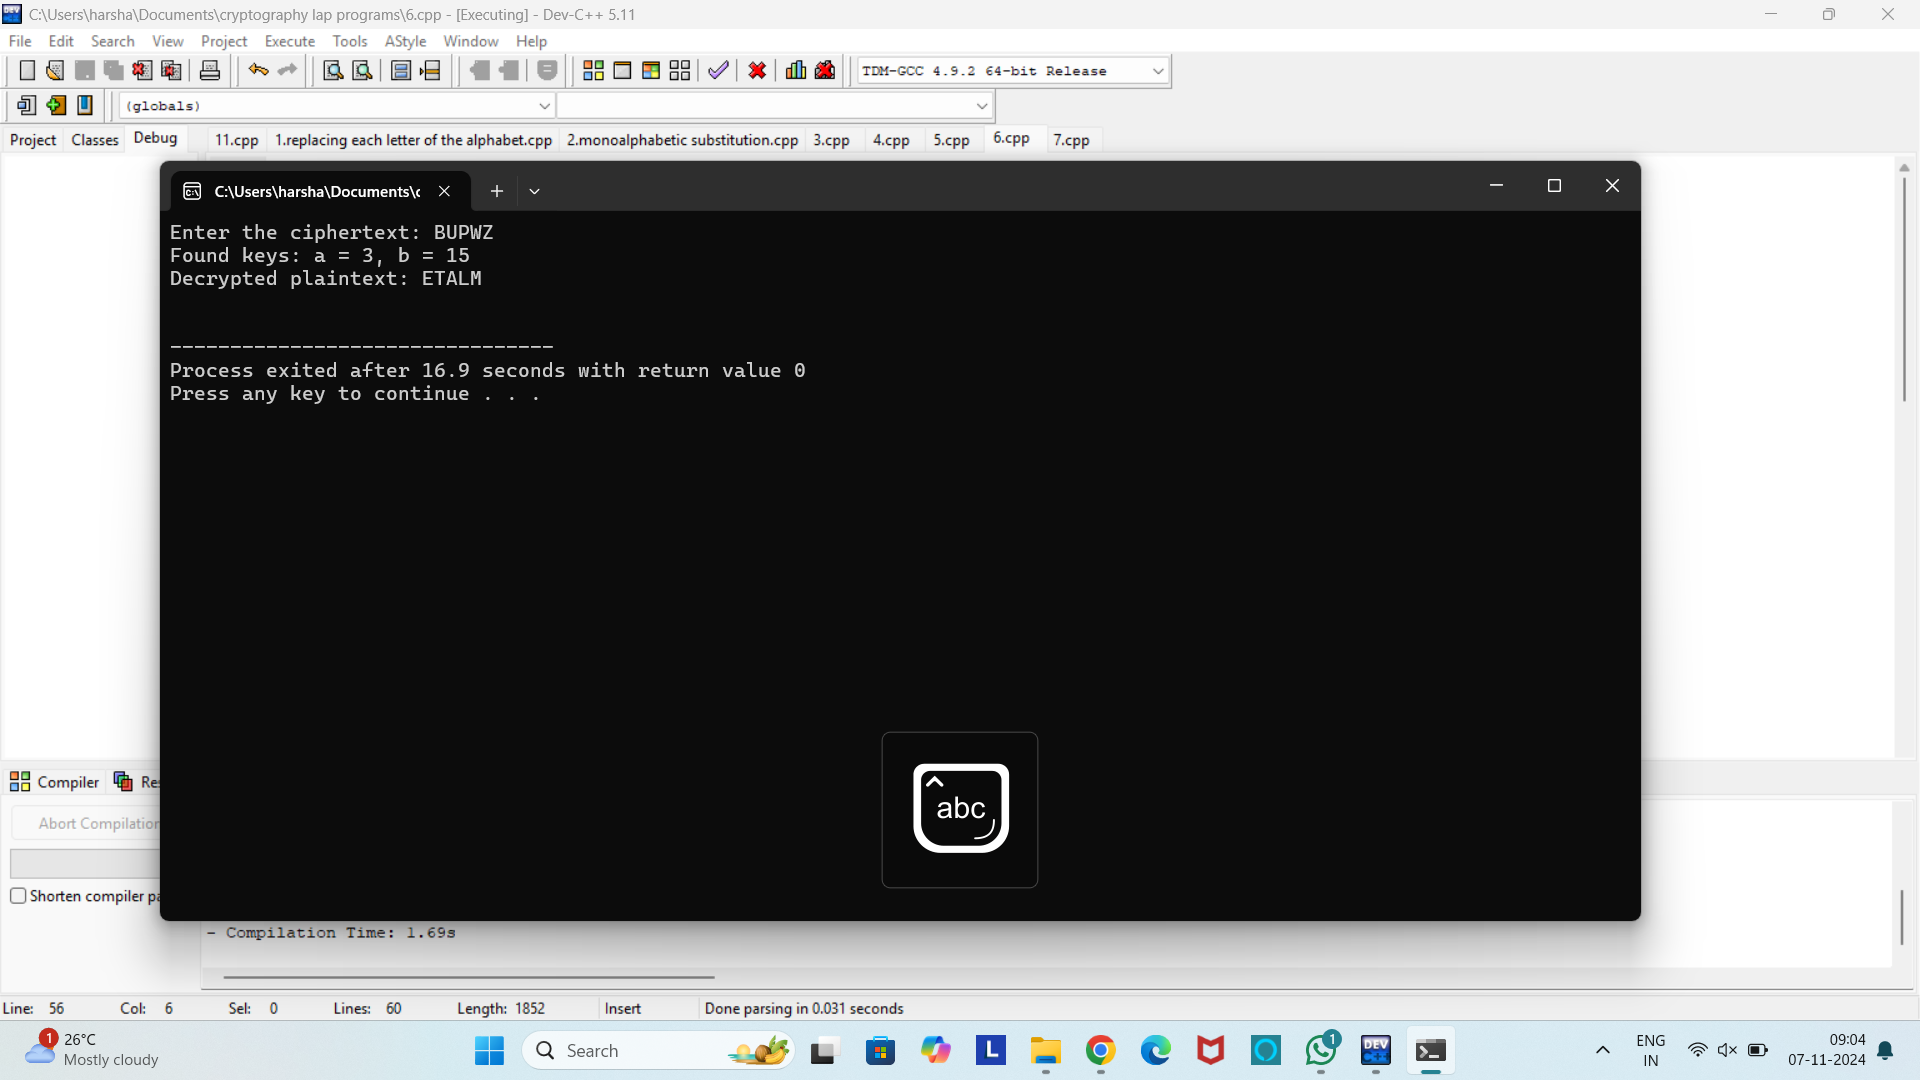 C:\Users\harsha\Documents\cryptography lap programs\6.cpp - [Executing] - Dev-C++ 5.11
File Edit Search View Project Execute Tools AStyle Window Help
TDM-GCC 4.9.2 64-bit Release
(globals)
Project Classes Debug 11.cpp 1.replacing each letter of the alphabet.cpp 2.monoalphabetic substitution.cpp 3.cpp 4.cpp 5.cpp 6.cpp 7.cpp
C:\Users\harsha\Documents\c
Enter the ciphertext: BUPWZ
Found keys: a = 3, b = 15
Decrypted plaintext: ETALM
--------------------------------
Process exited after 16.9 seconds with return value 0
Press any key to continue . . .
abc
Compiler Re
Abort Compilation
Shorten compiler pa
- Compilation Time: 1.69s
Line: 56 Col: 6 Sel: 0 Lines: 60 Length: 1852 Insert Done parsing in 0.031 seconds
1 26°C
Mostly cloudy
Search
L
1
DEV
C++
ENG
IN
09:04
07-11-2024